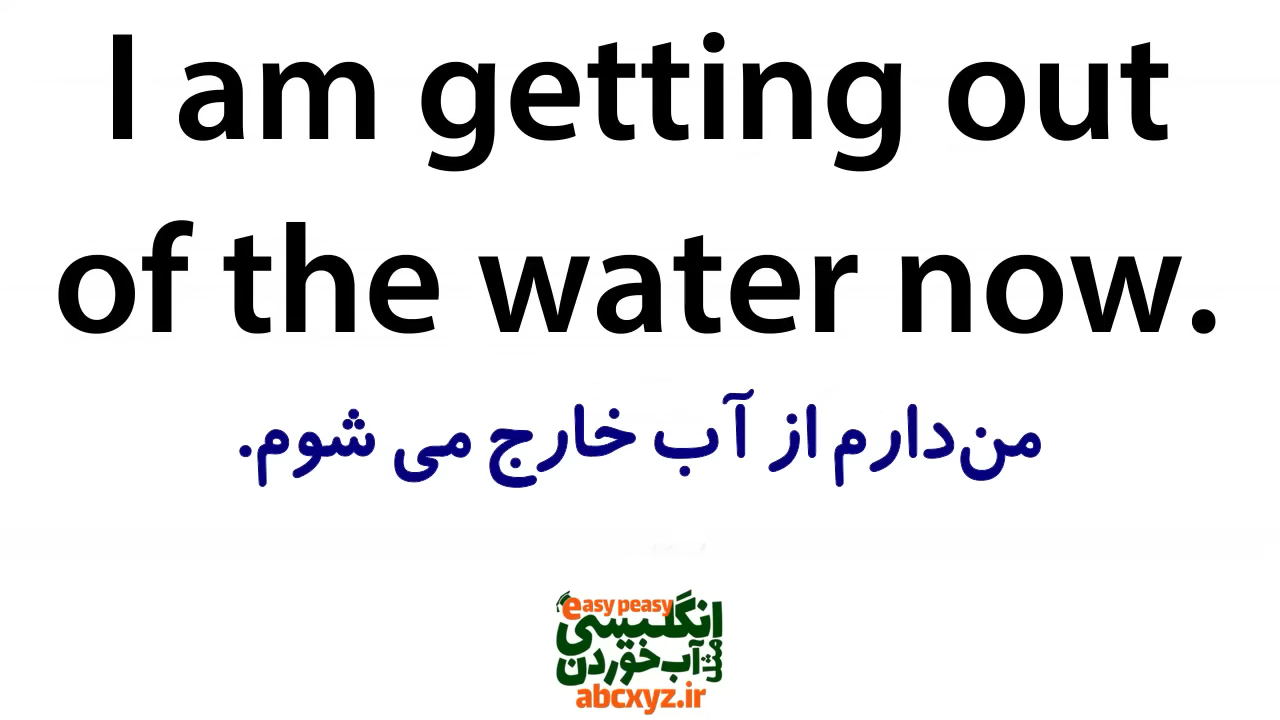 I am getting out
of the water now.
من دارم از آب خارج می شوم.
easy peasy
انگلیسی
مثل آب خوردن
abcxyz.ir